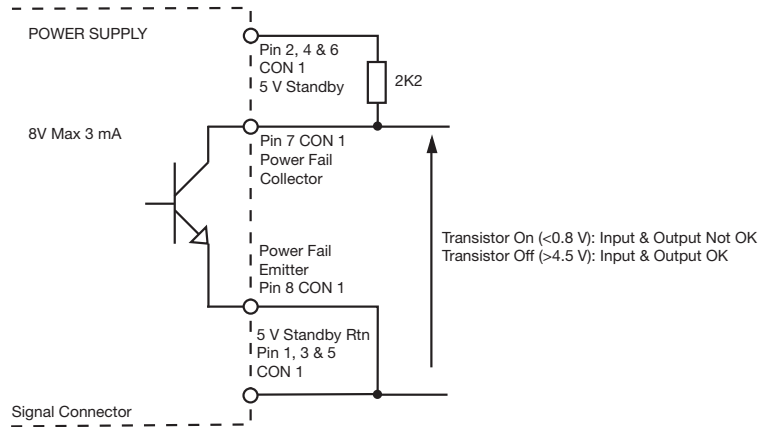 POWER SUPPLY
Pin 2, 4 & 6
CON 1
5 V Standby
2K2
8V Max 3 mA
Pin 7 CON 1
Power Fail
Collector
Transistor On (<0.8 V): Input & Output Not OK
Transistor Off (>4.5 V): Input & Output OK
Power Fail
Emitter
Pin 8 CON 1
5 V Standby Rtn
Pin 1, 3 & 5
CON 1
Signal Connector